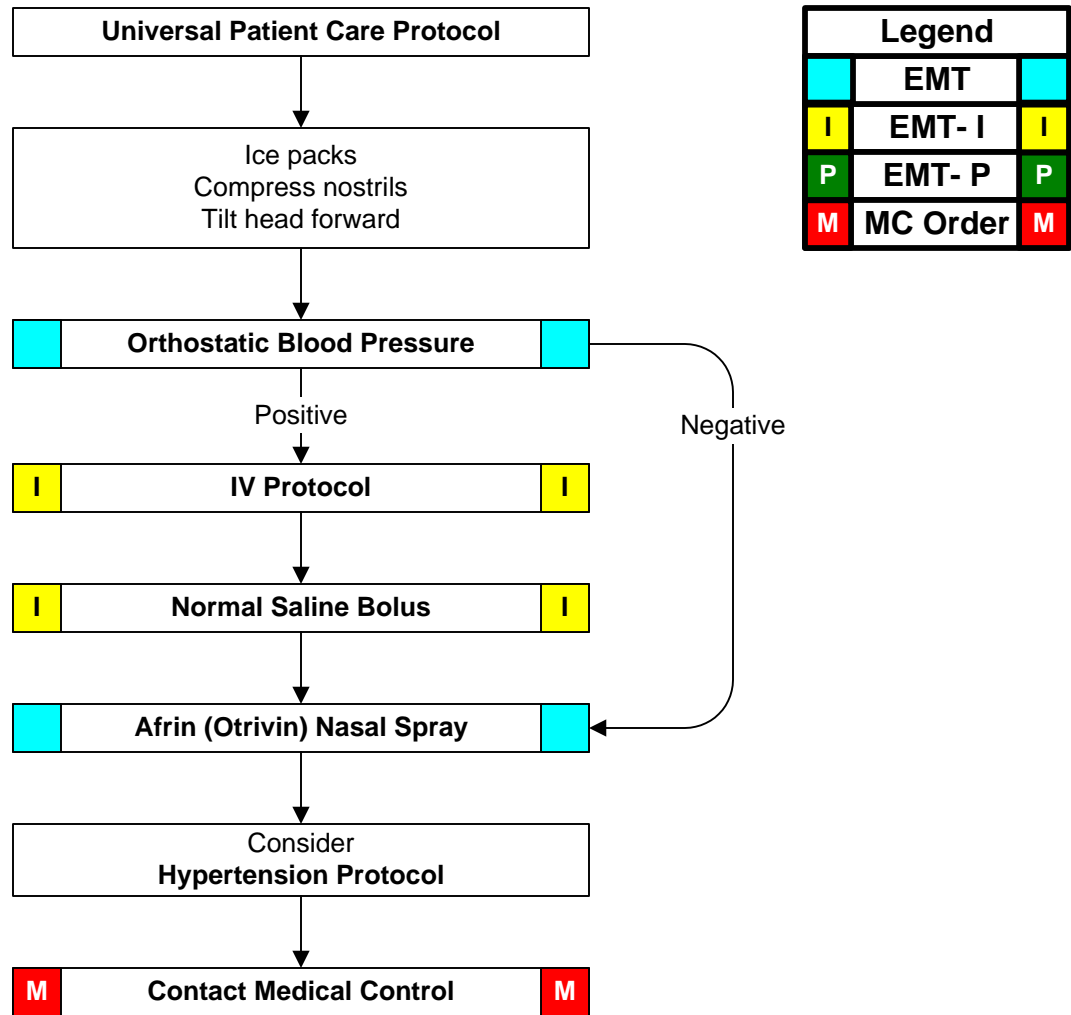 Universal Patient Care Protocol
Legend
EMT
I EMT- I I
P EMT- P P
M MC Order M
Ice packs
Compress nostrils
Tilt head forward
Orthostatic Blood Pressure
Positive
Negative
I IV Protocol I
I Normal Saline Bolus I
Afrin (Otrivin) Nasal Spray
Consider
Hypertension Protocol
M Contact Medical Control M